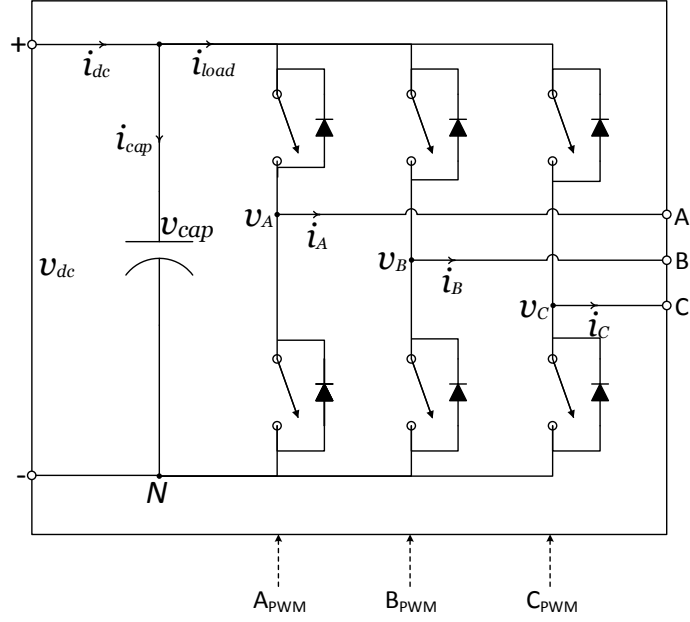 +
i_dc
i_load
i_cap
v_cap
v_A
i_A
A
v_dc
v_B
i_B
B
v_C
i_C
C
-
N
A_PWM
B_PWM
C_PWM